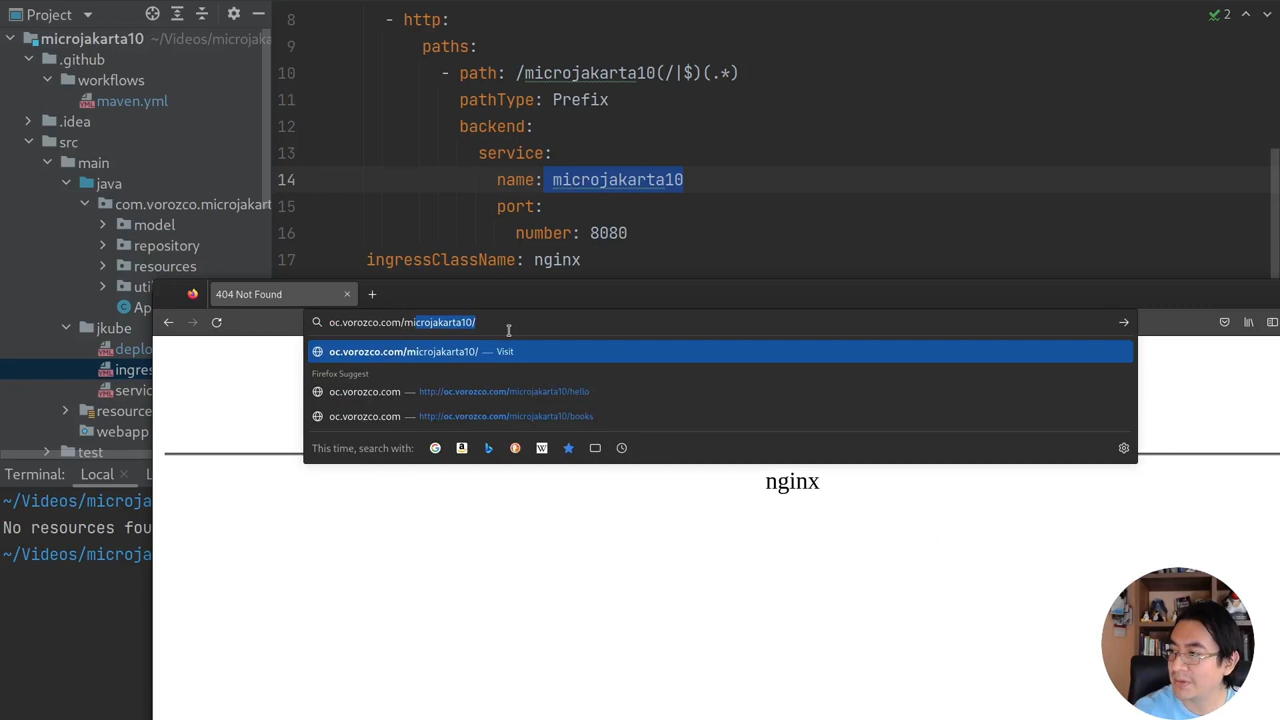 Project
microjakarta10 ~/Videos/microjaka
.github
workflows
maven.yml
.idea
src
main
java
com.vorozco.microjakart
model
repository
resources
uti
Ap
jkube
deplo
ingres
servic
resource
webapp
test
8 - http:
9 paths:
10 - path: /microjakarta10(/|$)(.*)
11 pathType: Prefix
12 backend:
13 service:
14 name: microjakarta10
15 port:
16 number: 8080
17 ingressClassName: nginx
2
404 Not Found
oc.vorozco.com/microjakarta10/
oc.vorozco.com/microjakarta10/ — Visit
Firefox Suggest
oc.vorozco.com — http://oc.vorozco.com/microjakarta10/hello
oc.vorozco.com — http://oc.vorozco.com/microjakarta10/books
This time, search with:
nginx
Terminal: Local L
~/Videos/microja
No resources fou
~/Videos/microja